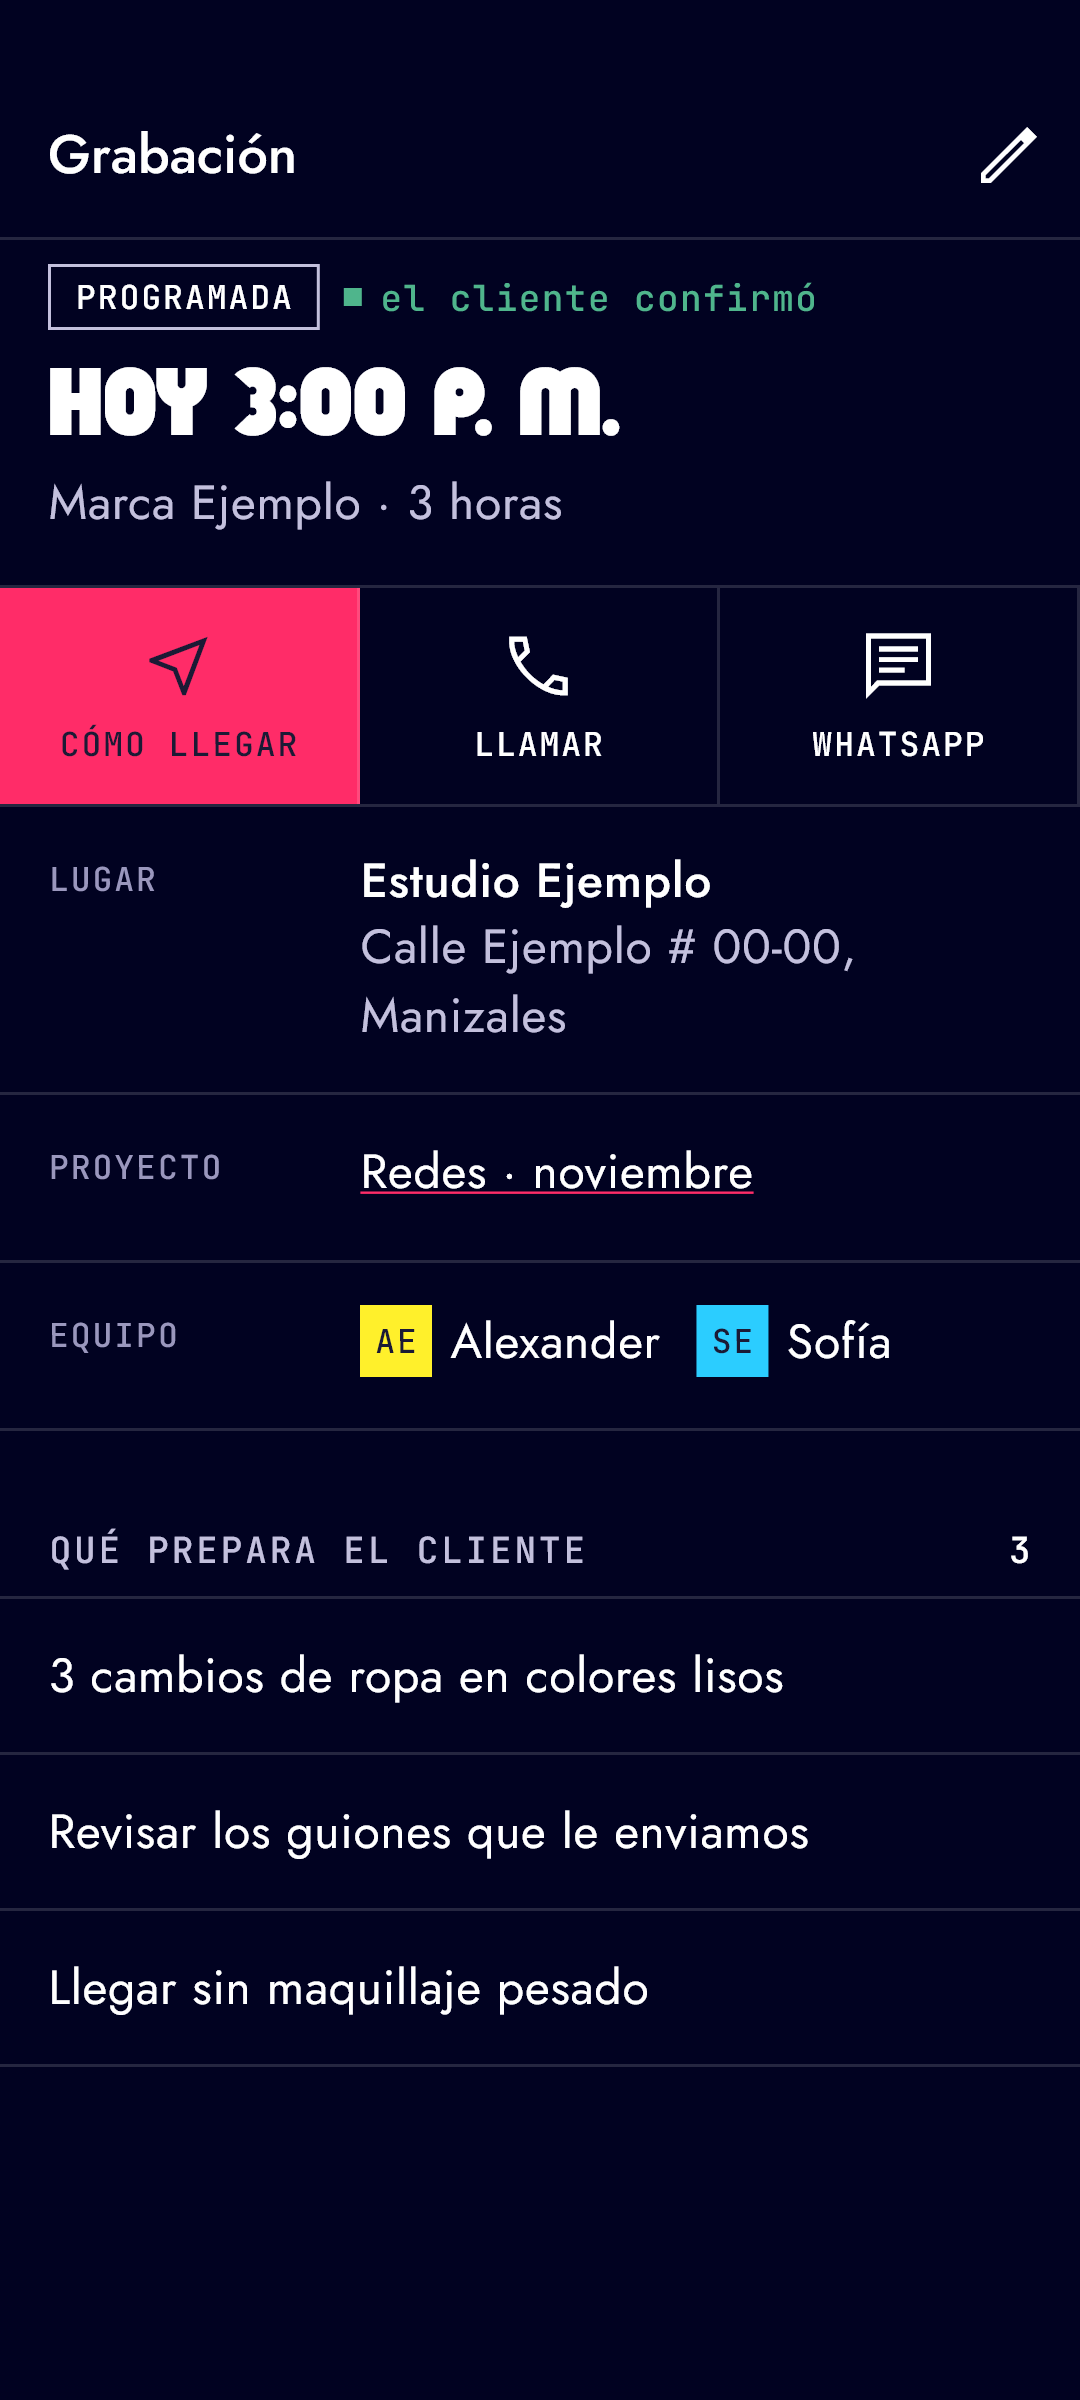 Grabación
PROGRAMADA
el cliente confirmó
HOY 3:00 P. M.
Marca Ejemplo · 3 horas
CÓMO LLEGAR
LLAMAR
WHATSAPP
LUGAR
Estudio Ejemplo
Calle Ejemplo # 00-00,
Manizales
PROYECTO
Redes · noviembre
EQUIPO
AE Alexander
SE Sofía
QUÉ PREPARA EL CLIENTE 3
3 cambios de ropa en colores lisos
Revisar los guiones que le enviamos
Llegar sin maquillaje pesado